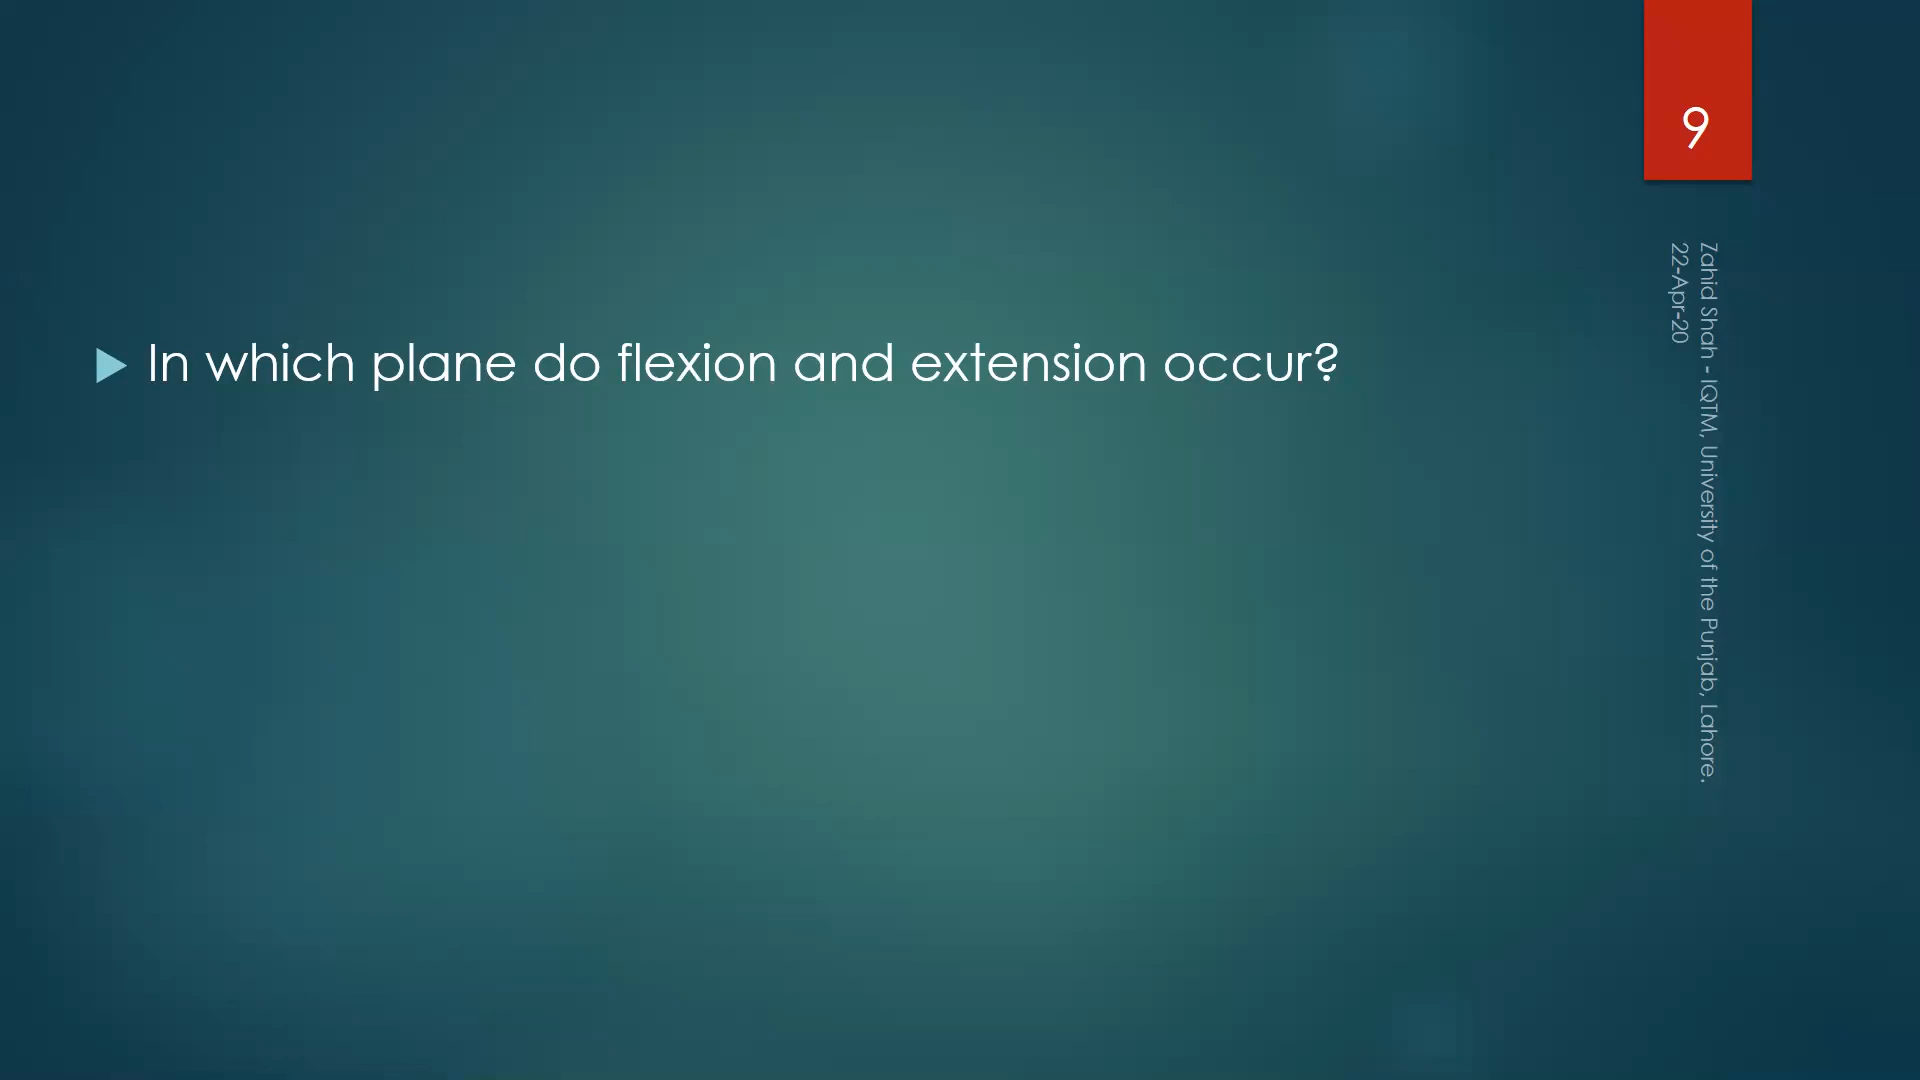 9
In which plane do flexion and extension occur?
Zahid Shah - IQTM, University of the Punjab, Lahore.
22-Apr-20